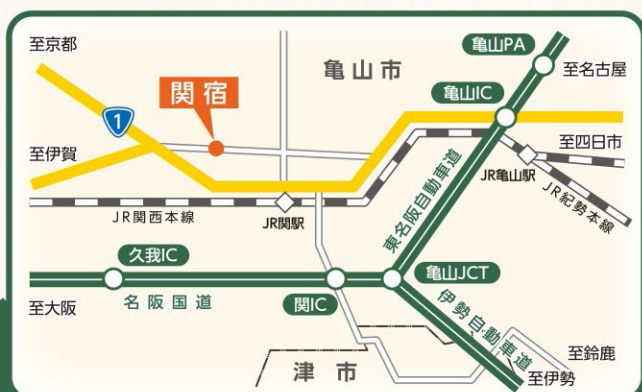 亀山PA
至京都
亀山市
至名古屋
関宿
亀山IC
1
至伊賀
至四日市
JR亀山駅
東名阪自動車道
JR紀勢本線
JR関西本線
JR関駅
久我IC
亀山JCT
至大阪
名阪国道
関IC
伊勢自動車道
津市
至鈴鹿
至伊勢